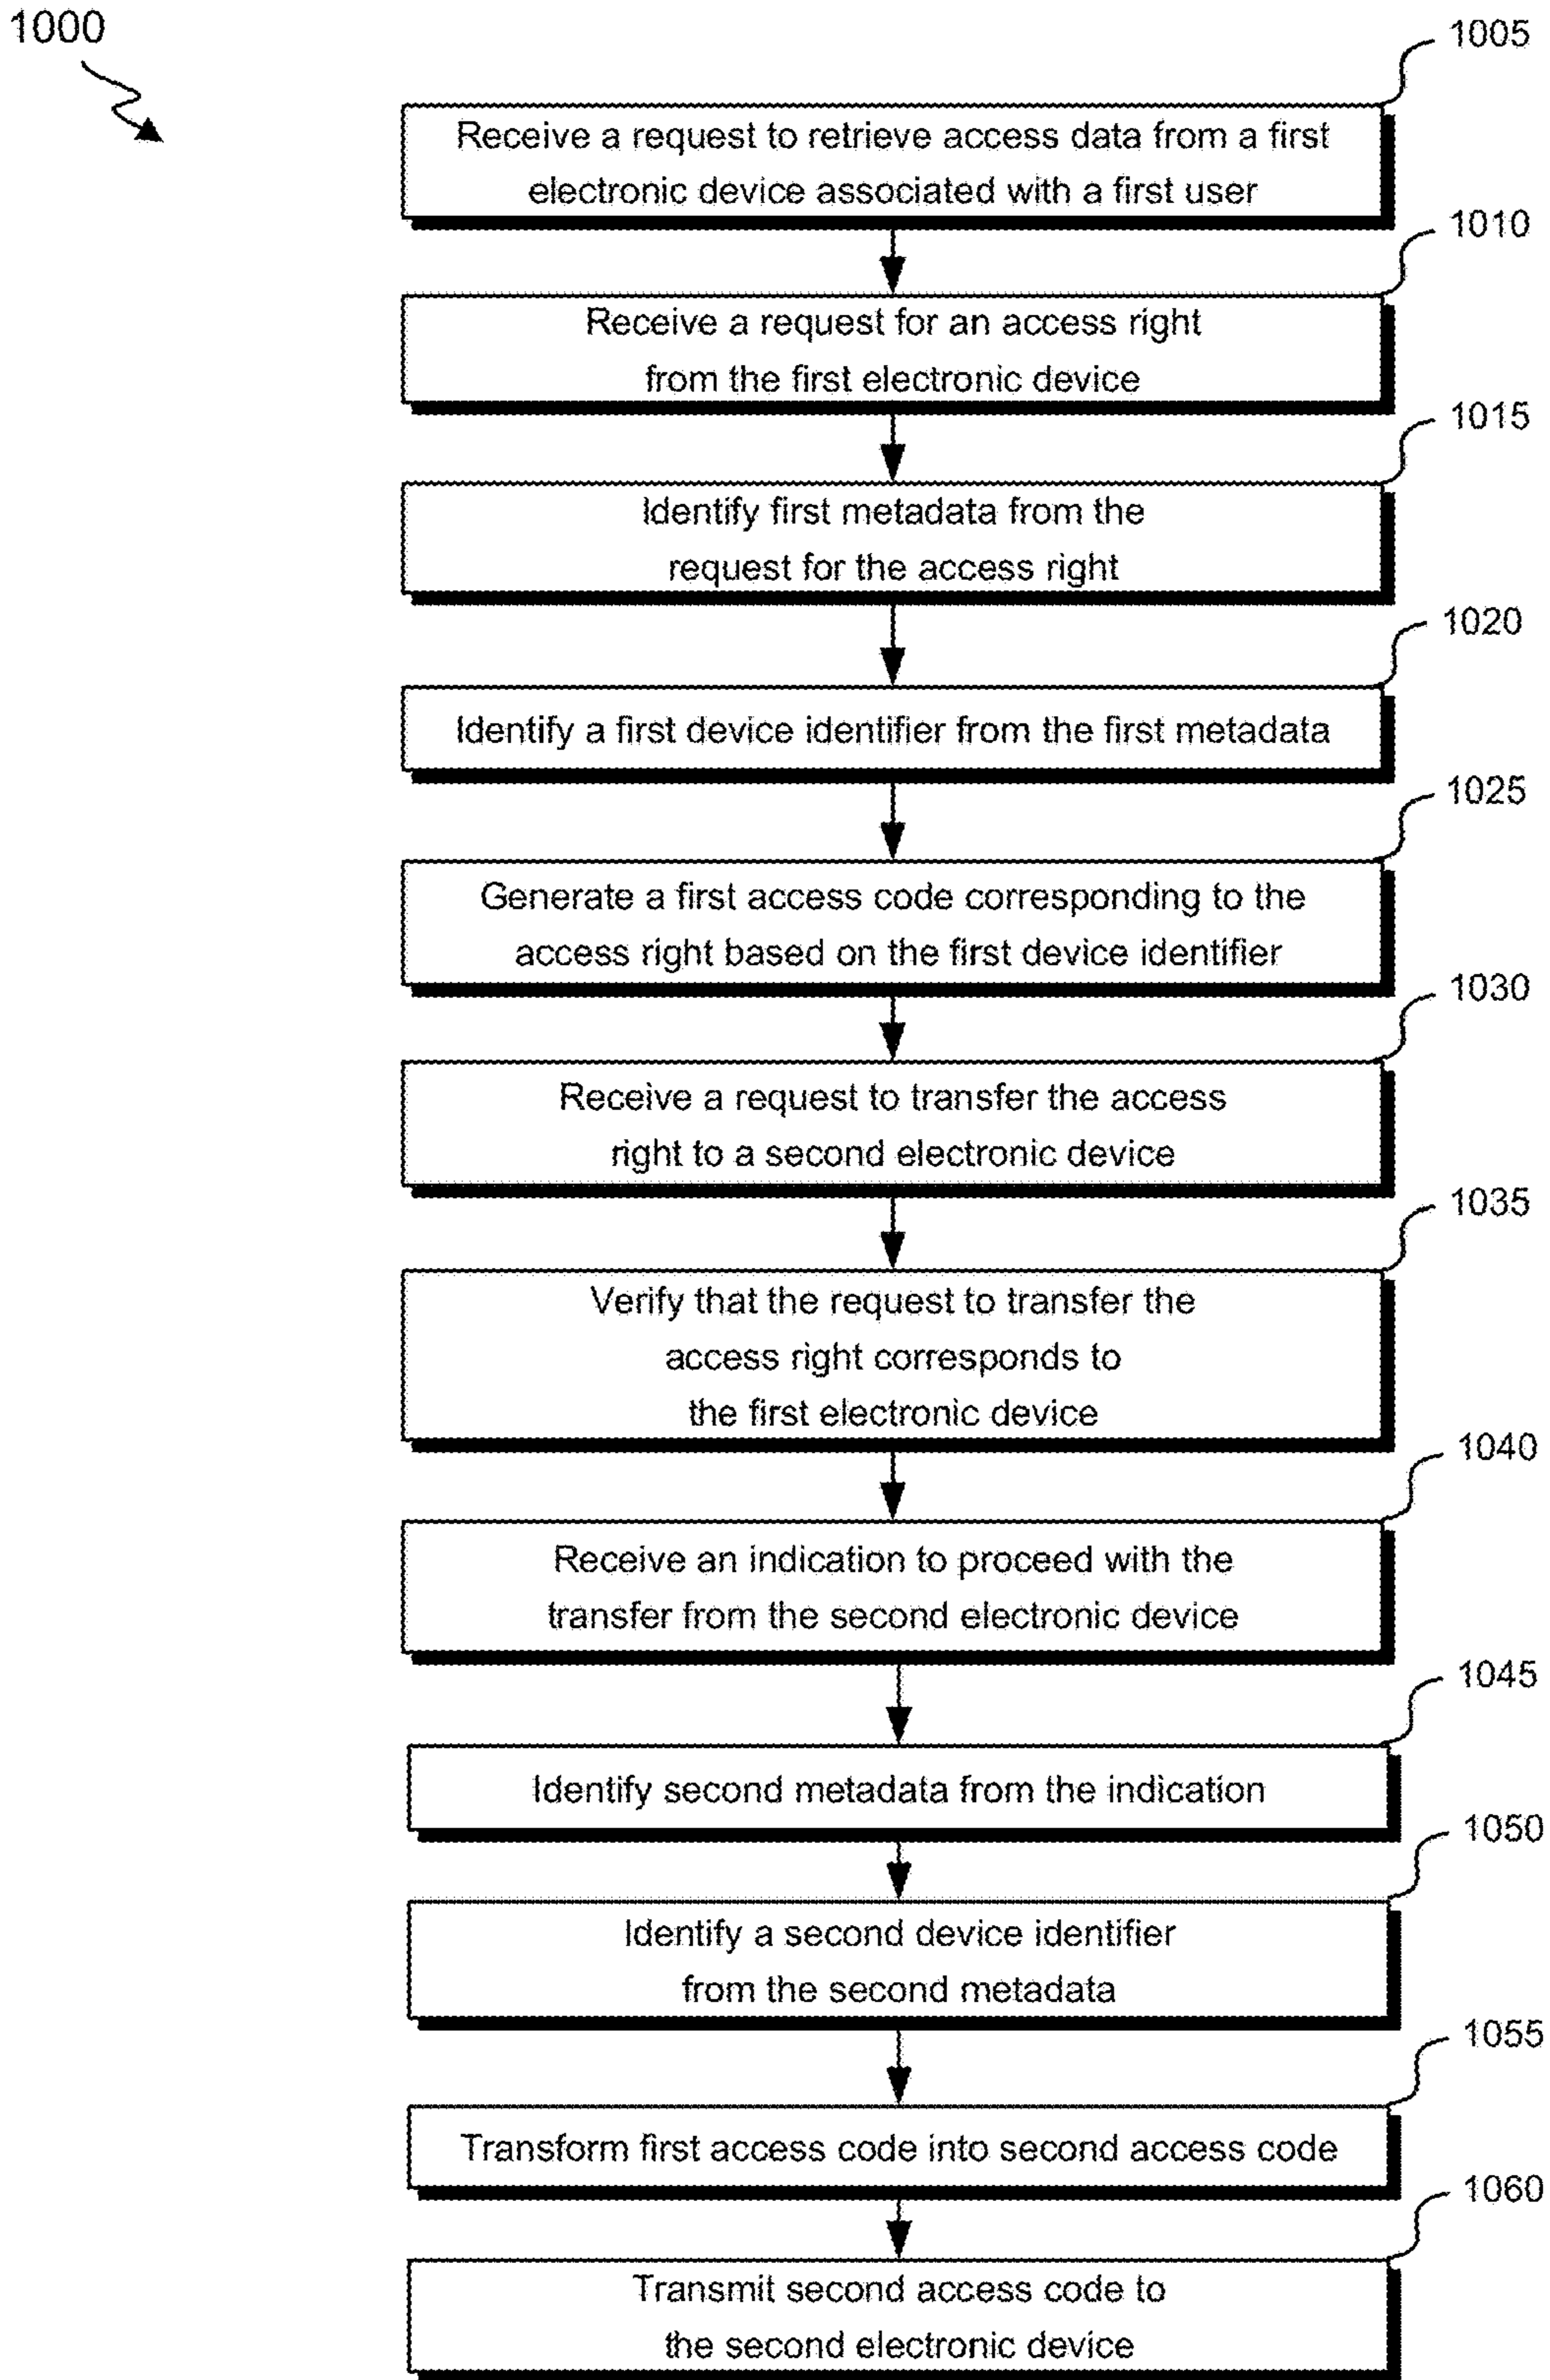 1000
1005
Receive a request to retrieve access data from a first
electronic device associated with a first user
1010
Receive a request for an access right
from the first electronic device
1015
Identify first metadata from the
request for the access right
1020
Identify a first device identifier from the first metadata
1025
Generate a first access code corresponding to the
access right based on the first device identifier
1030
Receive a request to transfer the access
right to a second electronic device
1035
Verify that the request to transfer the
access right corresponds to
the first electronic device
1040
Receive an indication to proceed with the
transfer from the second electronic device
1045
Identify second metadata from the indication
1050
Identify a second device identifier
from the second metadata
1055
Transform first access code into second access code
1060
Transmit second access code to
the second electronic device